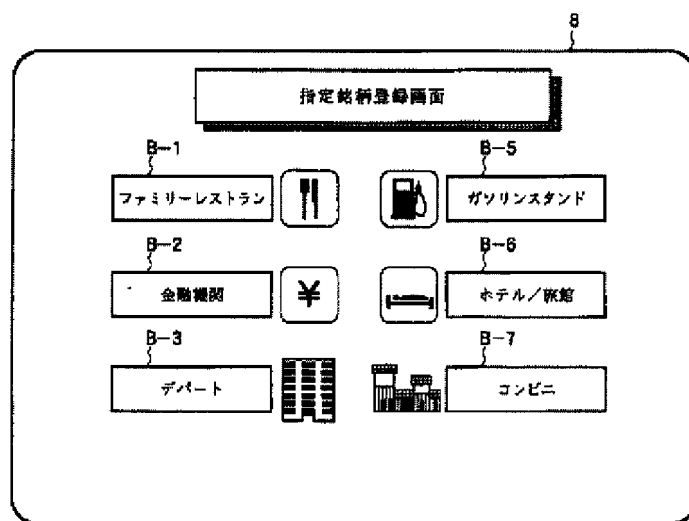 8
指定銘柄登録画面
B-1
ファミリーレストラン
B-5
ガソリンスタンド
B-2
金融機関
¥
B-6
ホテル/旅館
B-3
デパート
B-7
コンビニ